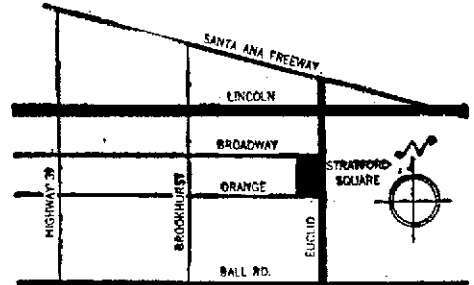 SANTA ANA FREEWAY
LINCOLN
BROADWAY
STRATFORD
SQUARE
ORANGE
HIGHWAY 39
BROOKHURST
EUCLID
BALL RD.
N